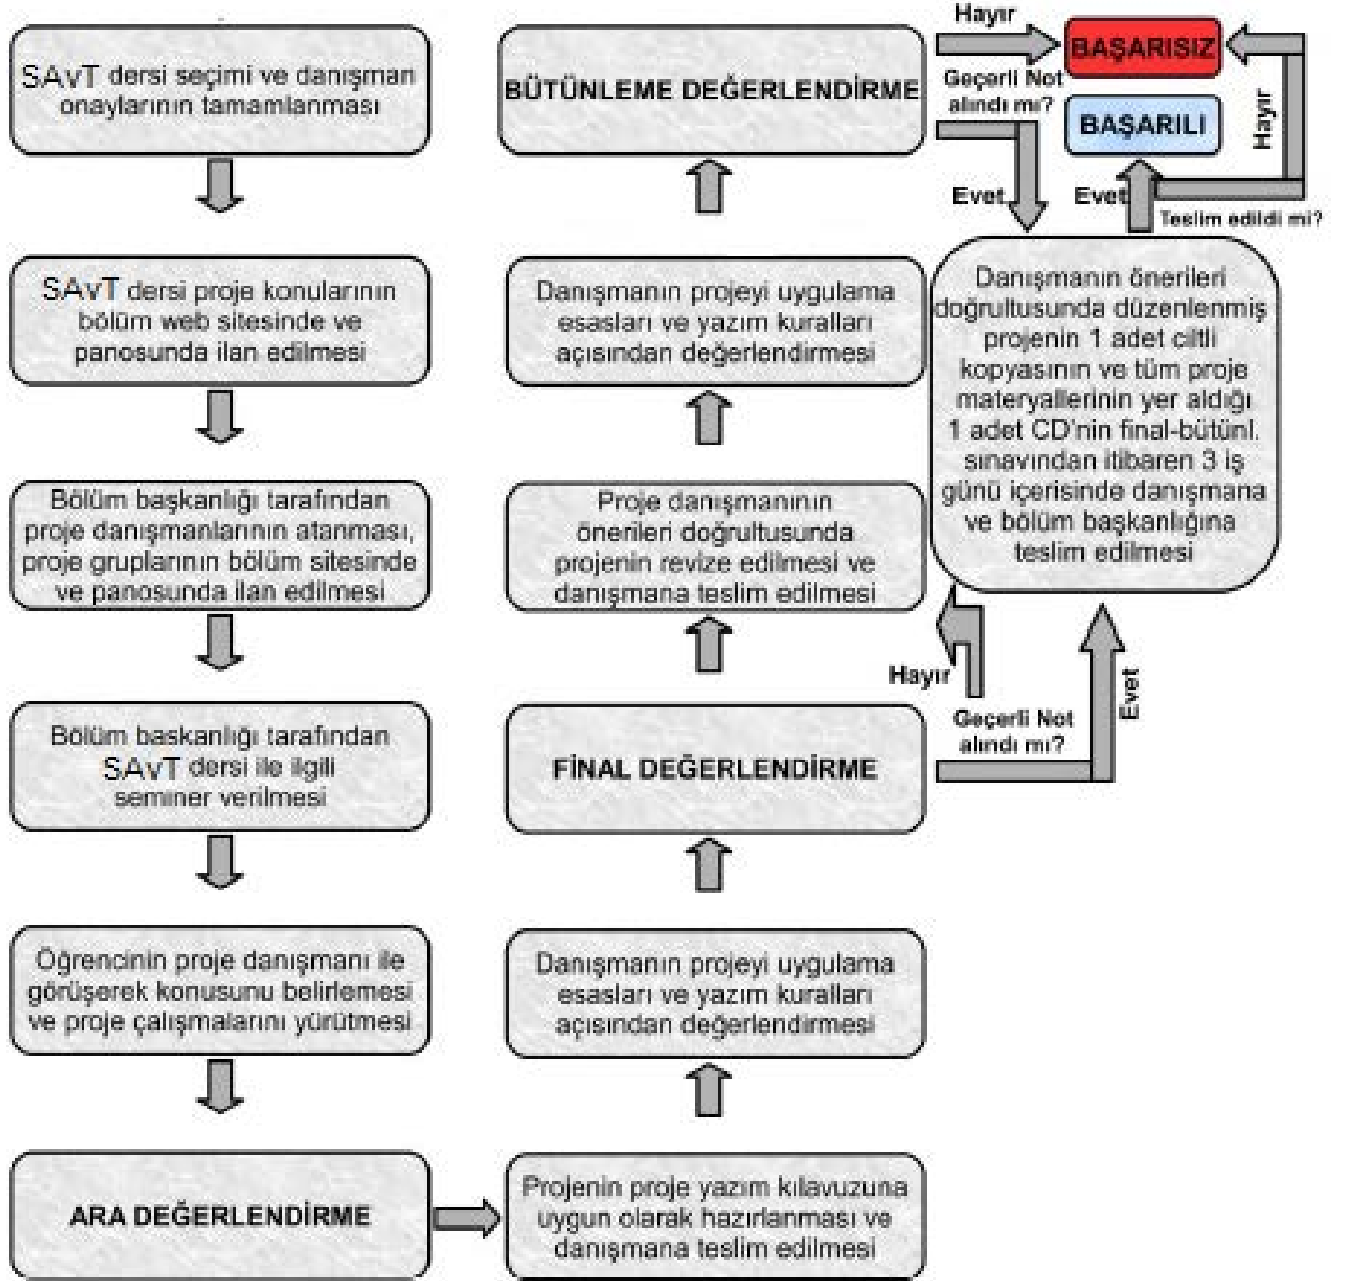 SAvT dersi seçimi ve danışman
onaylarının tamamlanması
SAvT dersi proje konularının
bölüm web sitesinde ve
panosunda ilan edilmesi
Bölüm başkanlığı tarafından
proje danışmanlarının atanması,
proje gruplarının bölüm sitesinde
ve panosunda ilan edilmesi
Bölüm baskanlığı tarafından
SAvT dersi ile ilgili
seminer verilmesi
Öğrencinin proje danışmanı ile
görüşerek konusunu belirlemesi
ve proje çalışmalarını yürütmesi
ARA DEĞERLENDİRME
Projenin proje yazım kılavuzuna
uygun olarak hazırlanması ve
danışmana teslim edilmesi
Danışmanın projeyi uygulama
esasları ve yazım kuralları
açısından değerlendirmesi
FİNAL DEĞERLENDİRME
Geçerli Not
alındı mı?
Hayır
Evet
Proje danışmanının
önerileri doğrultusunda
projenin revize edilmesi ve
danışmana teslim edilmesi
Danışmanın projeyi uygulama
esasları ve yazım kuralları
açısından değerlendirmesi
BÜTÜNLEME DEĞERLENDİRME
Hayır
Geçerli Not
alındı mı?
Evet
Danışmanın önerileri
doğrultusunda düzenlenmiş
projenin 1 adet ciltli
kopyasının ve tüm proje
materyallerinin yer aldığı
1 adet CD'nin final-bütünl.
sınavından itibaren 3 iş
günü içerisinde danışmana
ve bölüm başkanlığına
teslim edilmesi
Teslim edildi mi?
Evet
Hayır
BAŞARISIZ
BAŞARILI